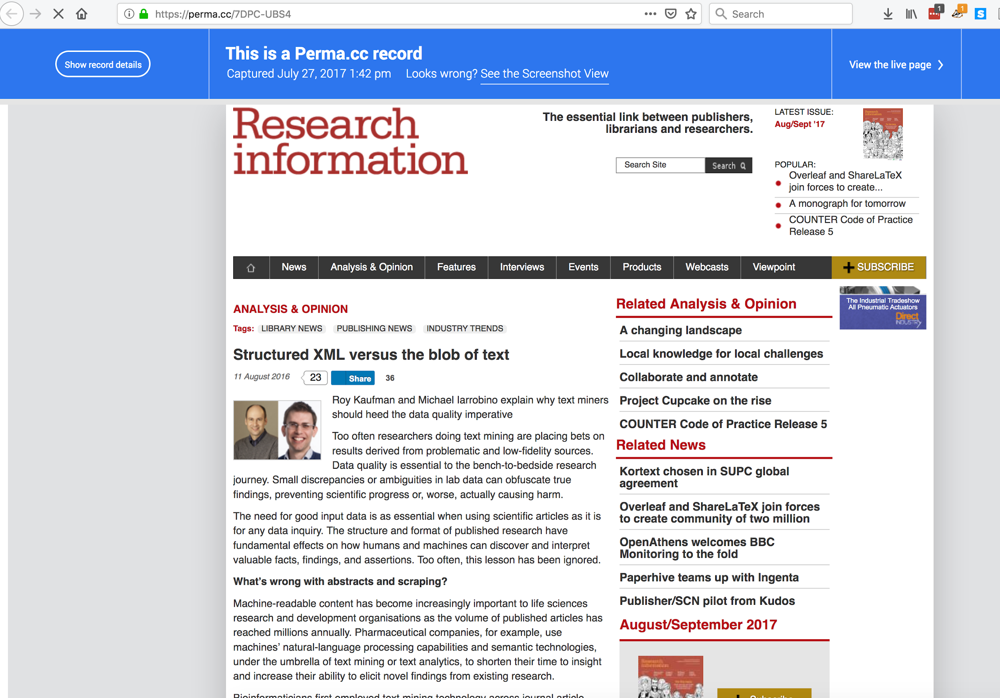 https://perma.cc/7DPC-UBS4
Search
1
1
S
Show record details
This is a Perma.cc record
Captured July 27, 2017 1:42 pm
Looks wrong? See the Screenshot View
View the live page
Research
information
The essential link between publishers,
librarians and researchers.
Search Site
Search
LATEST ISSUE:
Aug/Sept '17
Research
information
POPULAR:
Overleaf and ShareLaTeX
join forces to create...
A monograph for tomorrow
COUNTER Code of Practice
Release 5
News
Analysis & Opinion
Features
Interviews
Events
Products
Webcasts
Viewpoint
SUBSCRIBE
ANALYSIS & OPINION
Tags: LIBRARY NEWS PUBLISHING NEWS INDUSTRY TRENDS
Structured XML versus the blob of text
11 August 2016
23
Share
36
Roy Kaufman and Michael Iarrobino explain why text miners
should heed the data quality imperative
Too often researchers doing text mining are placing bets on
results derived from problematic and low-fidelity sources.
Data quality is essential to the bench-to-bedside research
journey. Small discrepancies or ambiguities in lab data can obfuscate true
findings, preventing scientific progress or, worse, actually causing harm.
The need for good input data is as essential when using scientific articles as it is
for any data inquiry. The structure and format of published research have
fundamental effects on how humans and machines can discover and interpret
valuable facts, findings, and assertions. Too often, this lesson has been ignored.
What’s wrong with abstracts and scraping?
Machine-readable content has become increasingly important to life sciences
research and development organisations as the volume of published articles has
reached millions annually. Pharmaceutical companies, for example, use
machines’ natural-language processing capabilities and semantic technologies,
under the umbrella of text mining or text analytics, to shorten their time to insight
and increase their ability to elicit novel findings from existing research.
Bioinformaticians first employed text mining technology across journal article
Related Analysis & Opinion
A changing landscape
Local knowledge for local challenges
Collaborate and annotate
Project Cupcake on the rise
COUNTER Code of Practice Release 5
Related News
Kortext chosen in SUPC global
agreement
Overleaf and ShareLaTeX join forces
to create community of two million
OpenAthens welcomes BBC
Monitoring to the fold
Paperhive teams up with Ingenta
Publisher/SCN pilot from Kudos
August/September 2017
Research
information
Subscribe
The Industrial Tradeshow
All Pneumatic Actuators
Direct
INDUSTRY